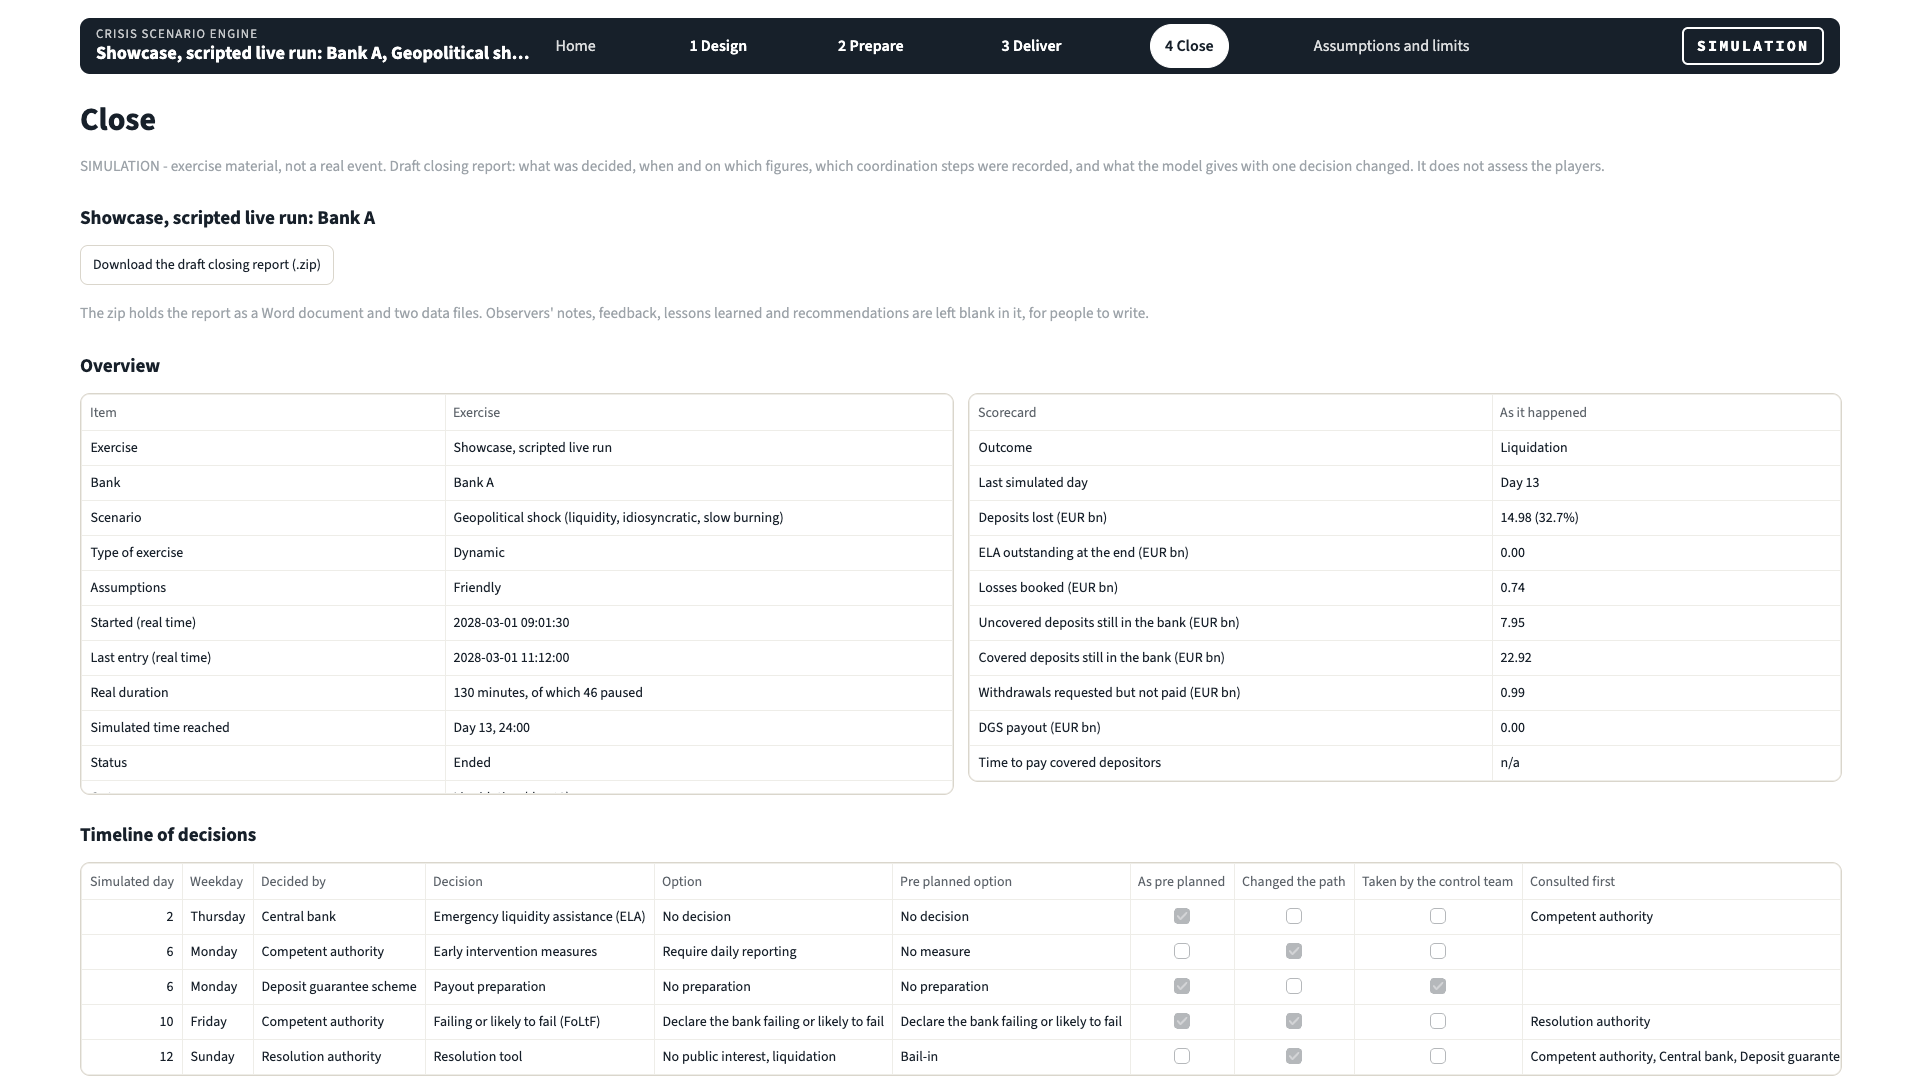 CRISIS SCENARIO ENGINE
Showcase, scripted live run: Bank A, Geopolitical sh...
Home
1 Design
2 Prepare
3 Deliver
4 Close
Assumptions and limits
SIMULATION
Close
SIMULATION - exercise material, not a real event. Draft closing report: what was decided, when and on which figures, which coordination steps were recorded, and what the model gives with one decision changed. It does not assess the players.
Showcase, scripted live run: Bank A
Download the draft closing report (.zip)
The zip holds the report as a Word document and two data files. Observers' notes, feedback, lessons learned and recommendations are left blank in it, for people to write.
Overview
Item Exercise
Exercise Showcase, scripted live run
Bank Bank A
Scenario Geopolitical shock (liquidity, idiosyncratic, slow burning)
Type of exercise Dynamic
Assumptions Friendly
Started (real time) 2028-03-01 09:01:30
Last entry (real time) 2028-03-01 11:12:00
Real duration 130 minutes, of which 46 paused
Simulated time reached Day 13, 24:00
Status Ended
Scorecard As it happened
Outcome Liquidation
Last simulated day Day 13
Deposits lost (EUR bn) 14.98 (32.7%)
ELA outstanding at the end (EUR bn) 0.00
Losses booked (EUR bn) 0.74
Uncovered deposits still in the bank (EUR bn) 7.95
Covered deposits still in the bank (EUR bn) 22.92
Withdrawals requested but not paid (EUR bn) 0.99
DGS payout (EUR bn) 0.00
Time to pay covered depositors n/a
Timeline of decisions
Simulated day Weekday Decided by Decision Option Pre planned option As pre planned Changed the path Taken by the control team Consulted first
2 Thursday Central bank Emergency liquidity assistance (ELA) No decision No decision Competent authority
6 Monday Competent authority Early intervention measures Require daily reporting No measure
6 Monday Deposit guarantee scheme Payout preparation No preparation No preparation
10 Friday Competent authority Failing or likely to fail (FoLtF) Declare the bank failing or likely to fail Declare the bank failing or likely to fail Resolution authority
12 Sunday Resolution authority Resolution tool No public interest, liquidation Bail-in Competent authority, Central bank, Deposit guarante